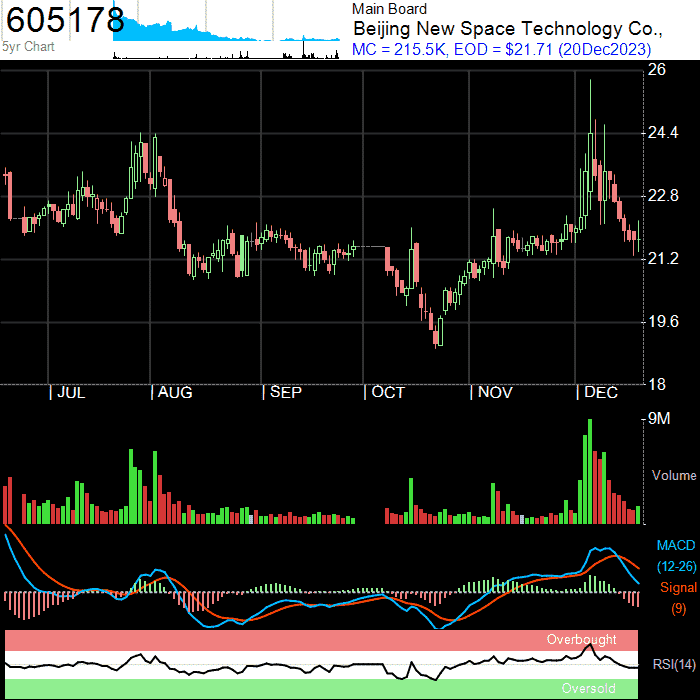 605178
5yr Chart
Main Board
Beijing New Space Technology Co.,
MC = 215.5K, EOD = $21.71 (20Dec2023)
26
24.4
22.8
21.2
19.6
18
| JUL | AUG | SEP | OCT | NOV | DEC
9M
Volume
MACD
(12-26)
Signal
(9)
Overbought
RSI(14)
Oversold